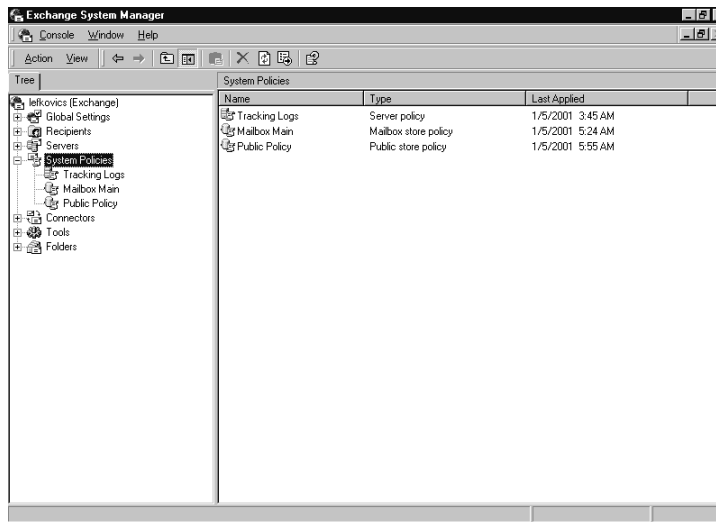 Exchange System Manager
Console Window Help
Action View
Tree
System Policies
lefkovics (Exchange)
Global Settings
Recipients
Servers
System Policies
Tracking Logs
Mailbox Main
Public Policy
Connectors
Tools
Folders
Name Type Last Applied
Tracking Logs Server policy 1/5/2001 3:45 AM
Mailbox Main Mailbox store policy 1/5/2001 5:24 AM
Public Policy Public store policy 1/5/2001 5:55 AM